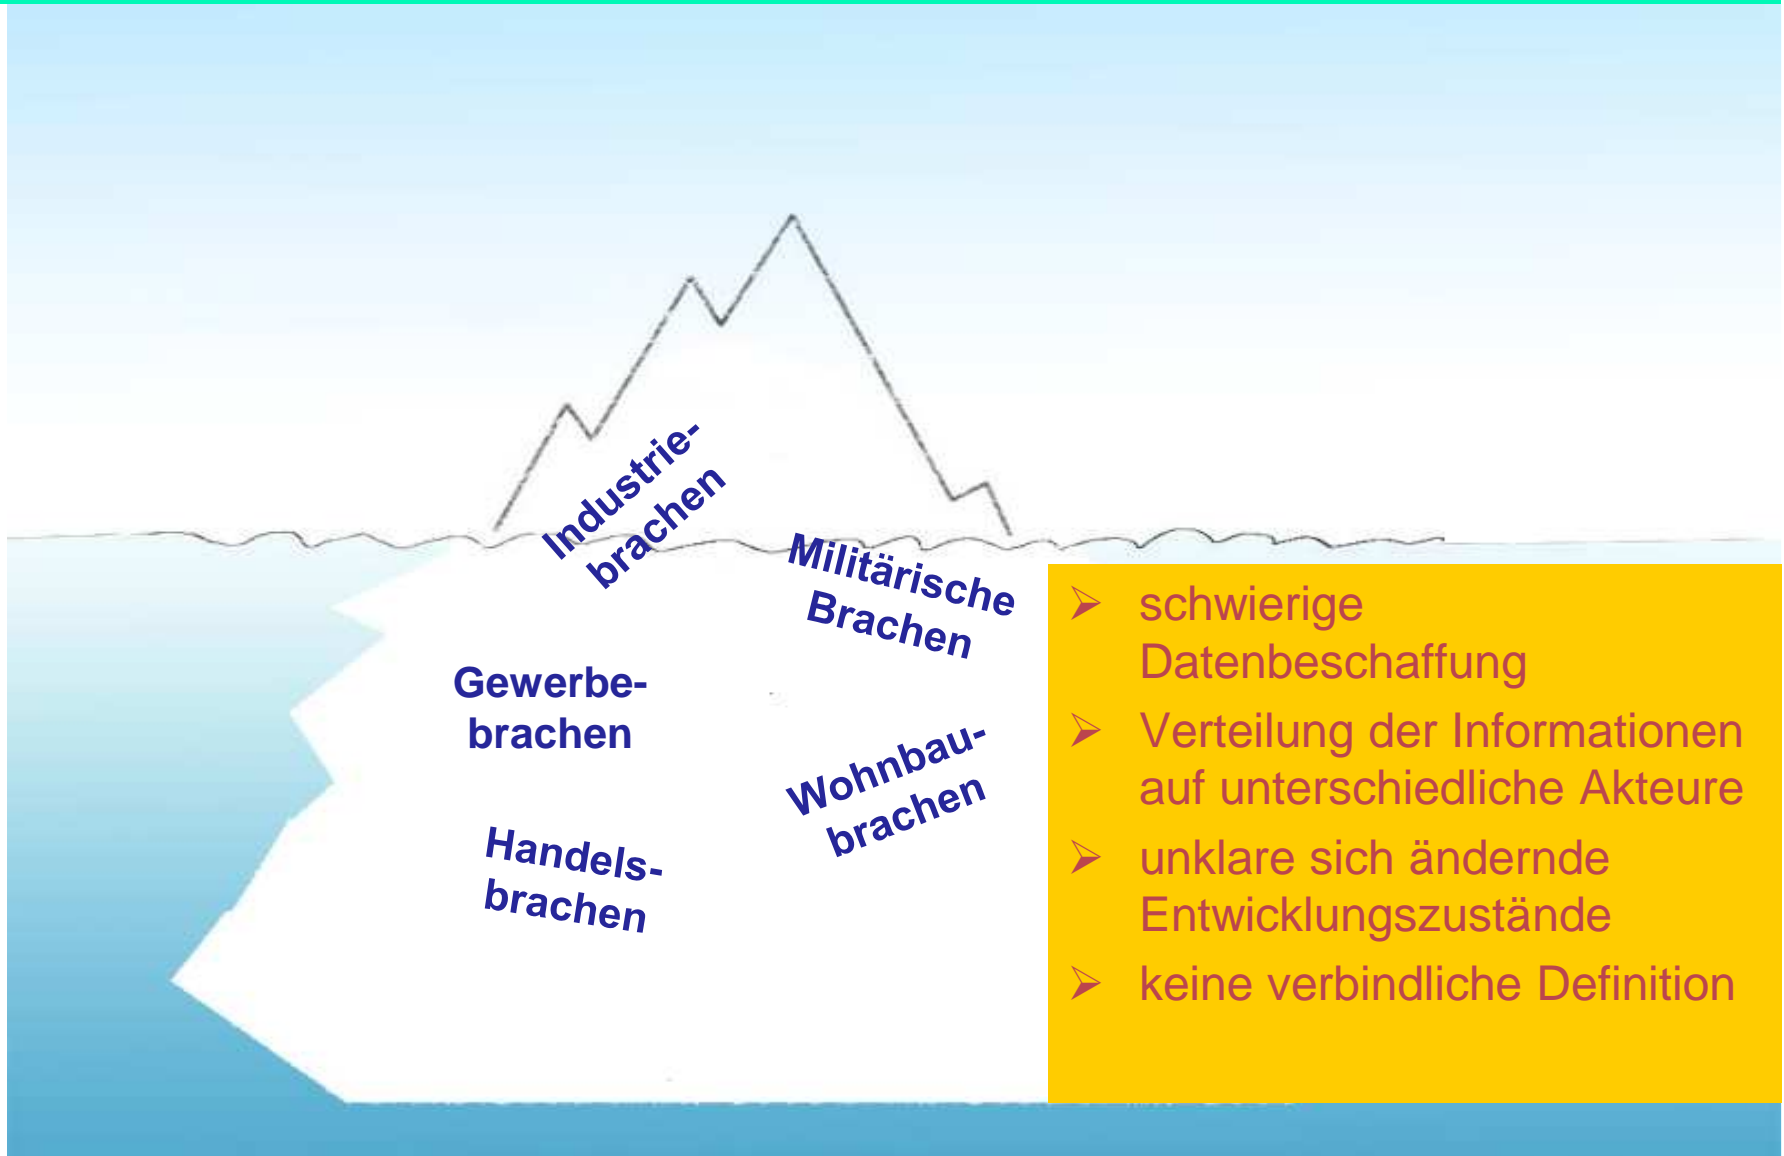 Industrie-
brachen
Militärische
Brachen
Gewerbe-
brachen
Wohnbau-
brachen
Handels-
brachen
➢ schwierige
Datenbeschaffung
➢ Verteilung der Informationen
auf unterschiedliche Akteure
➢ unklare sich ändernde
Entwicklungszustände
➢ keine verbindliche Definition